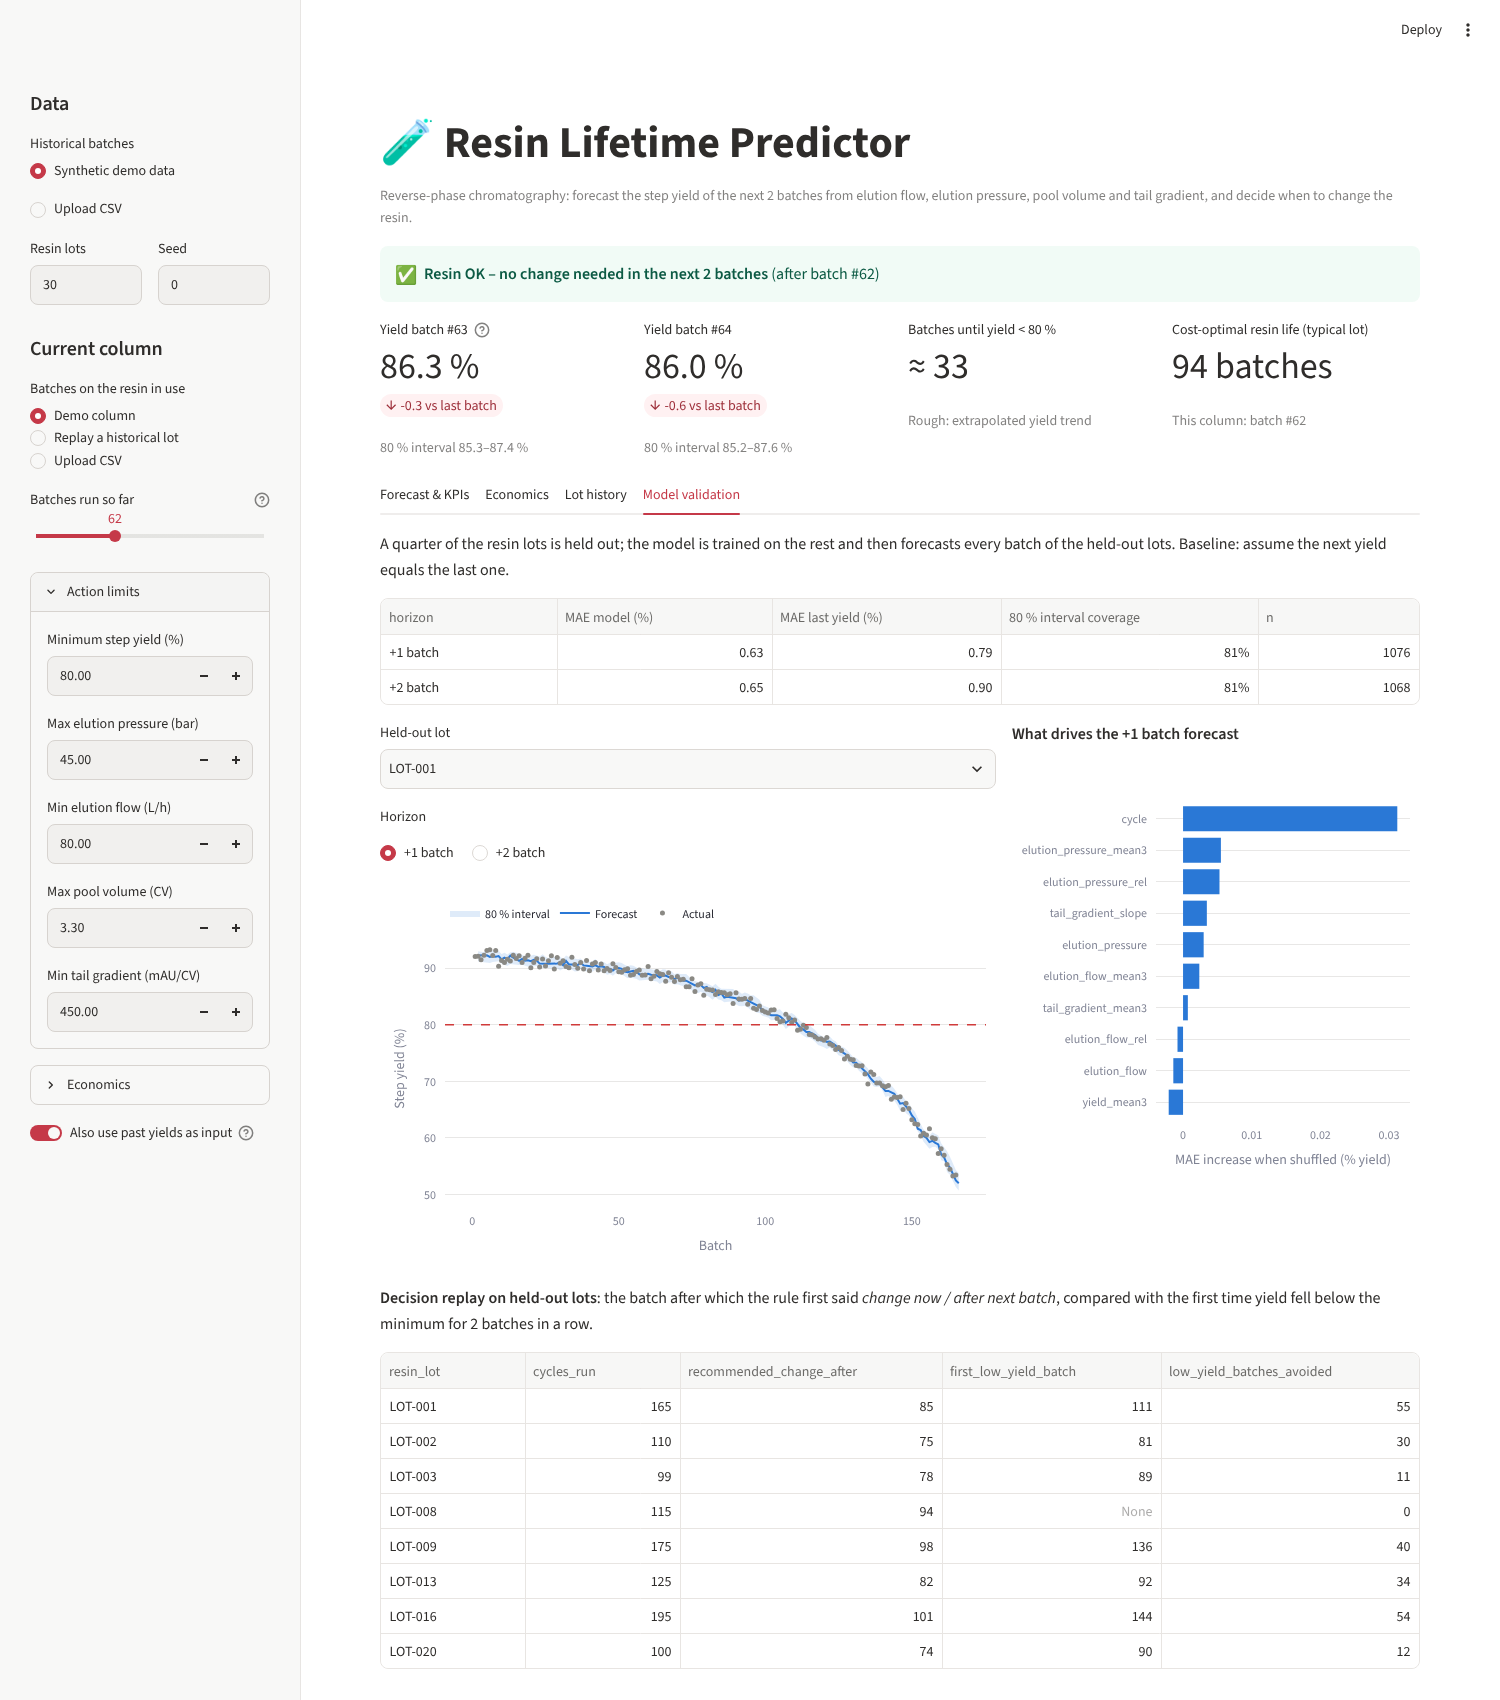 Deploy
Data
Historical batches
Synthetic demo data
Upload CSV
Resin lots Seed
30 0
Current column
Batches on the resin in use
Demo column
Replay a historical lot
Upload CSV
Batches run so far
62
Action limits
Minimum step yield (%)
80.00
Max elution pressure (bar)
45.00
Min elution flow (L/h)
80.00
Max pool volume (CV)
3.30
Min tail gradient (mAU/CV)
450.00
Economics
Also use past yields as input
Resin Lifetime Predictor
Reverse-phase chromatography: forecast the step yield of the next 2 batches from elution flow, elution pressure, pool volume and tail gradient, and decide when to change the
resin.
Resin OK – no change needed in the next 2 batches (after batch #62)
Yield batch #63
86.3 %
-0.3 vs last batch
80 % interval 85.3–87.4 %
Yield batch #64
86.0 %
-0.6 vs last batch
80 % interval 85.2–87.6 %
Batches until yield < 80 %
≈ 33
Rough: extrapolated yield trend
Cost-optimal resin life (typical lot)
94 batches
This column: batch #62
Forecast & KPIs Economics Lot history Model validation
A quarter of the resin lots is held out; the model is trained on the rest and then forecasts every batch of the held-out lots. Baseline: assume the next yield
equals the last one.
horizon MAE model (%) MAE last yield (%) 80 % interval coverage n
+1 batch 0.63 0.79 81% 1076
+2 batch 0.65 0.90 81% 1068
Held-out lot
LOT-001
Horizon
+1 batch +2 batch
80 % interval Forecast Actual
90
80
70
60
50
Step yield (%)
0 50 100 150
Batch
What drives the +1 batch forecast
cycle
elution_pressure_mean3
elution_pressure_rel
tail_gradient_slope
elution_pressure
elution_flow_mean3
tail_gradient_mean3
elution_flow_rel
elution_flow
yield_mean3
0 0.01 0.02 0.03
MAE increase when shuffled (% yield)
Decision replay on held-out lots: the batch after which the rule first said change now / after next batch, compared with the first time yield fell below the
minimum for 2 batches in a row.
resin_lot cycles_run recommended_change_after first_low_yield_batch low_yield_batches_avoided
LOT-001 165 85 111 55
LOT-002 110 75 81 30
LOT-003 99 78 89 11
LOT-008 115 94 None 0
LOT-009 175 98 136 40
LOT-013 125 82 92 34
LOT-016 195 101 144 54
LOT-020 100 74 90 12